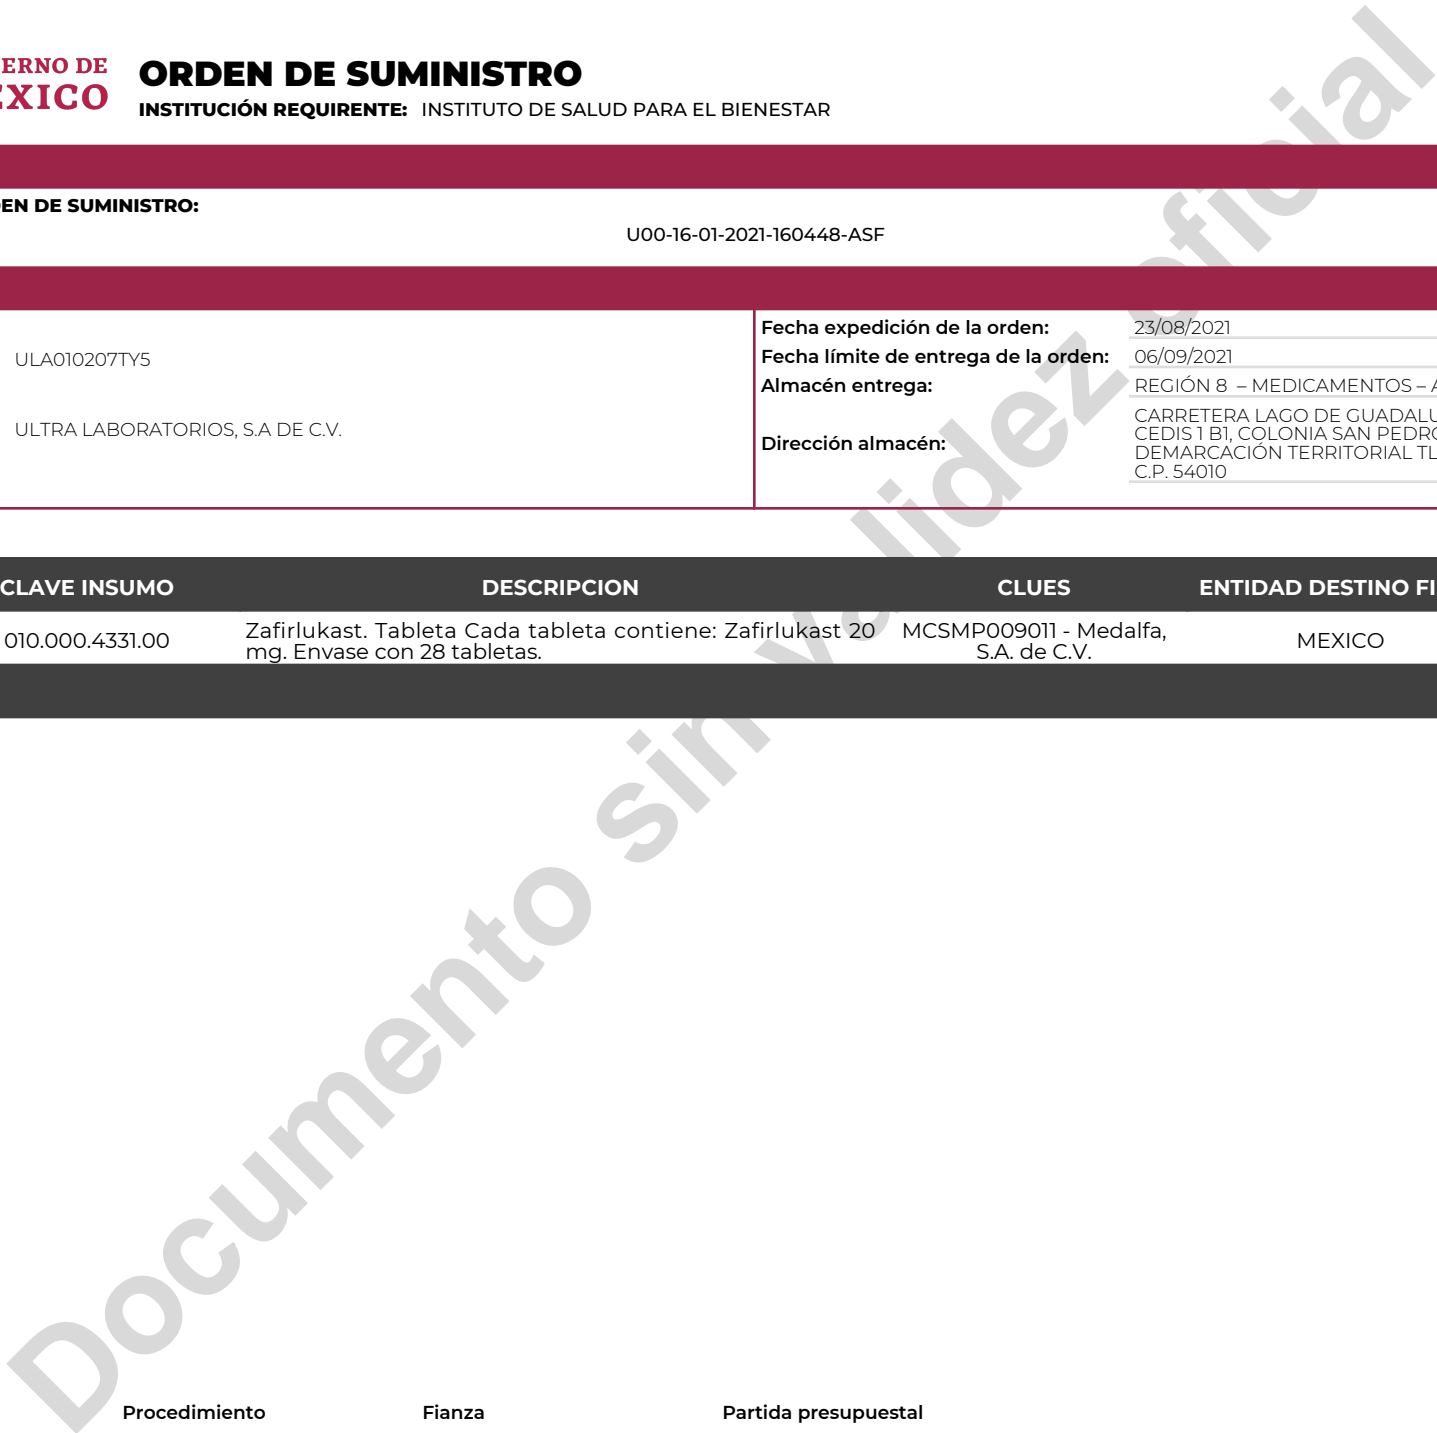 ERNO DE
EXICO
ORDEN DE SUMINISTRO
INSTITUCIÓN REQUIRENTE: INSTITUTO DE SALUD PARA EL BIENESTAR
EN DE SUMINISTRO:
U00-16-01-2021-160448-ASF
ULA010207TY5
ULTRA LABORATORIOS, S.A DE C.V.
Fecha expedición de la orden: 23/08/2021
Fecha límite de entrega de la orden: 06/09/2021
Almacén entrega: REGIÓN 8 – MEDICAMENTOS – A
Dirección almacén:
CARRETERA LAGO DE GUADALU
CEDIS 1 B1, COLONIA SAN PEDRO
DEMARCACIÓN TERRITORIAL TL
C.P. 54010
CLAVE INSUMO DESCRIPCION CLUES ENTIDAD DESTINO FI
010.000.4331.00
Zafirlukast. Tableta Cada tableta contiene: Zafirlukast 20
mg. Envase con 28 tabletas.
MCSMP009011 - Medalfa,
S.A. de C.V.
MEXICO
Documento sin validez oficial
Procedimiento Fianza Partida presupuestal